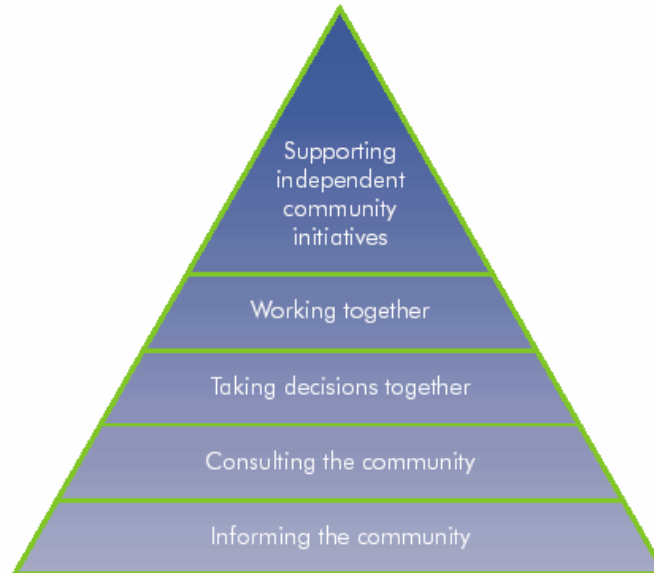 Supporting
independent
community
initiatives
Working together
Taking decisions together
Consulting the community
Informing the community